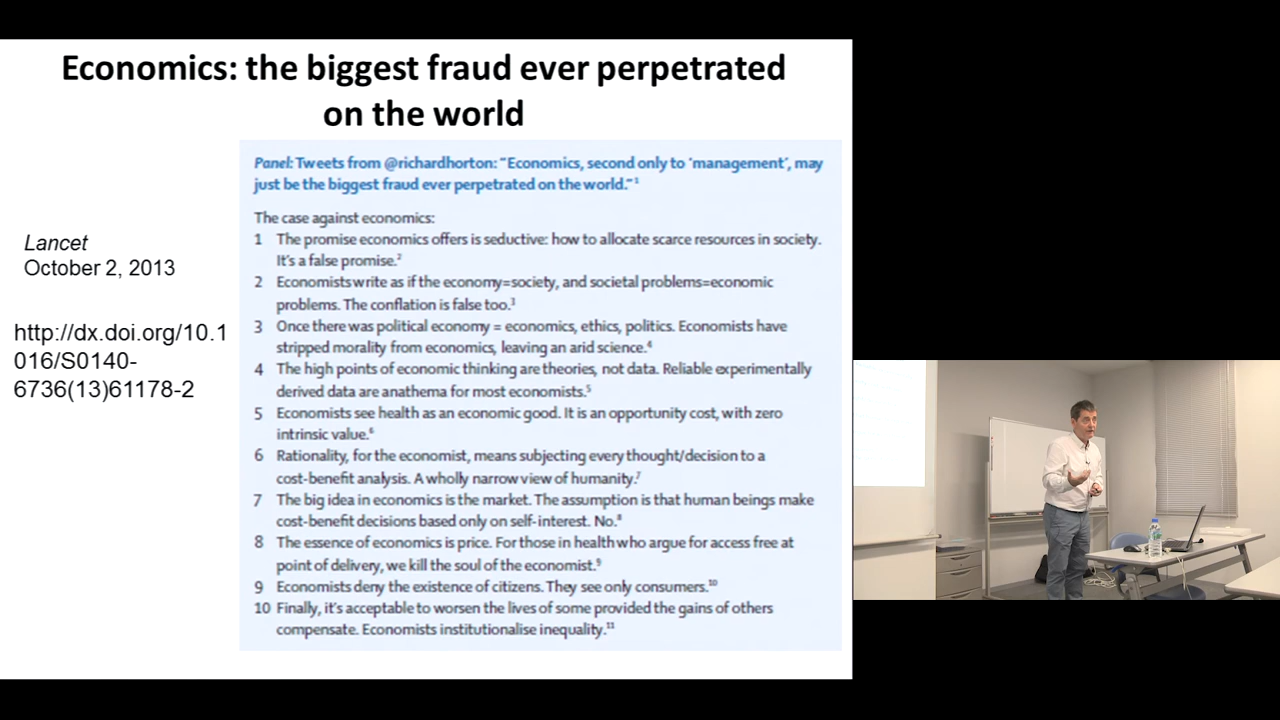 Economics: the biggest fraud ever perpetrated
on the world
Lancet
October 2, 2013
http://dx.doi.org/10.1
016/S0140-
6736(13)61178-2
Panel: Tweets from @richardhorton: "Economics, second only to 'management', may
just be the biggest fraud ever perpetrated on the world."1
The case against economics:
1 The promise economics offers is seductive: how to allocate scarce resources in society.
It's a false promise.2
2 Economists write as if the economy=society, and societal problems=economic
problems. The conflation is false too.3
3 Once there was political economy = economics, ethics, politics. Economists have
stripped morality from economics, leaving an arid science.4
4 The high points of economic thinking are theories, not data. Reliable experimentally
derived data are anathema for most economists.5
5 Economists see health as an economic good. It is an opportunity cost, with zero
intrinsic value.6
6 Rationality, for the economist, means subjecting every thought/decision to a
cost-benefit analysis. A wholly narrow view of humanity.7
7 The big idea in economics is the market. The assumption is that human beings make
cost-benefit decisions based only on self-interest. No.8
8 The essence of economics is price. For those in health who argue for access free at
point of delivery, we kill the soul of the economist.9
9 Economists deny the existence of citizens. They see only consumers.10
10 Finally, it's acceptable to worsen the lives of some provided the gains of others
compensate. Economists institutionalise inequality.11